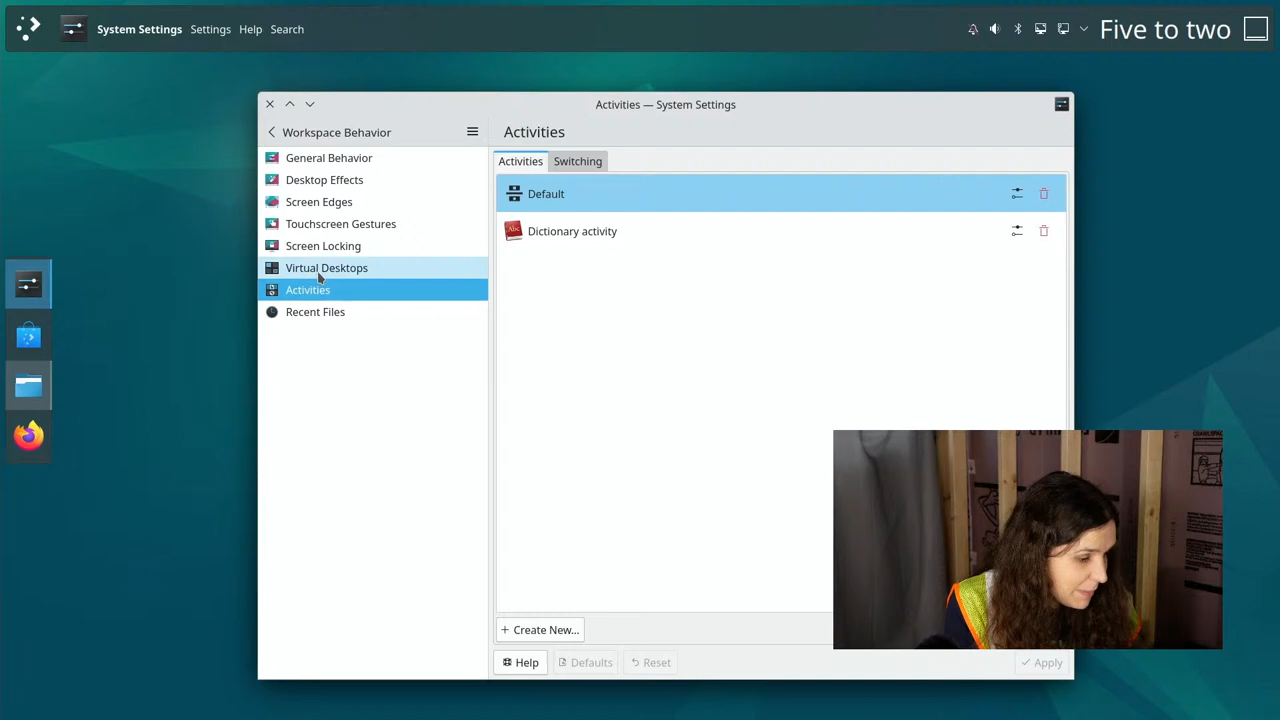 System Settings Settings Help Search Five to two
Activities — System Settings
Workspace Behavior
Activities
General Behavior
Desktop Effects
Screen Edges
Touchscreen Gestures
Screen Locking
Virtual Desktops
Activities
Recent Files
Activities Switching
Default
Abc
Dictionary activity
+ Create New...
Help Defaults Reset Apply